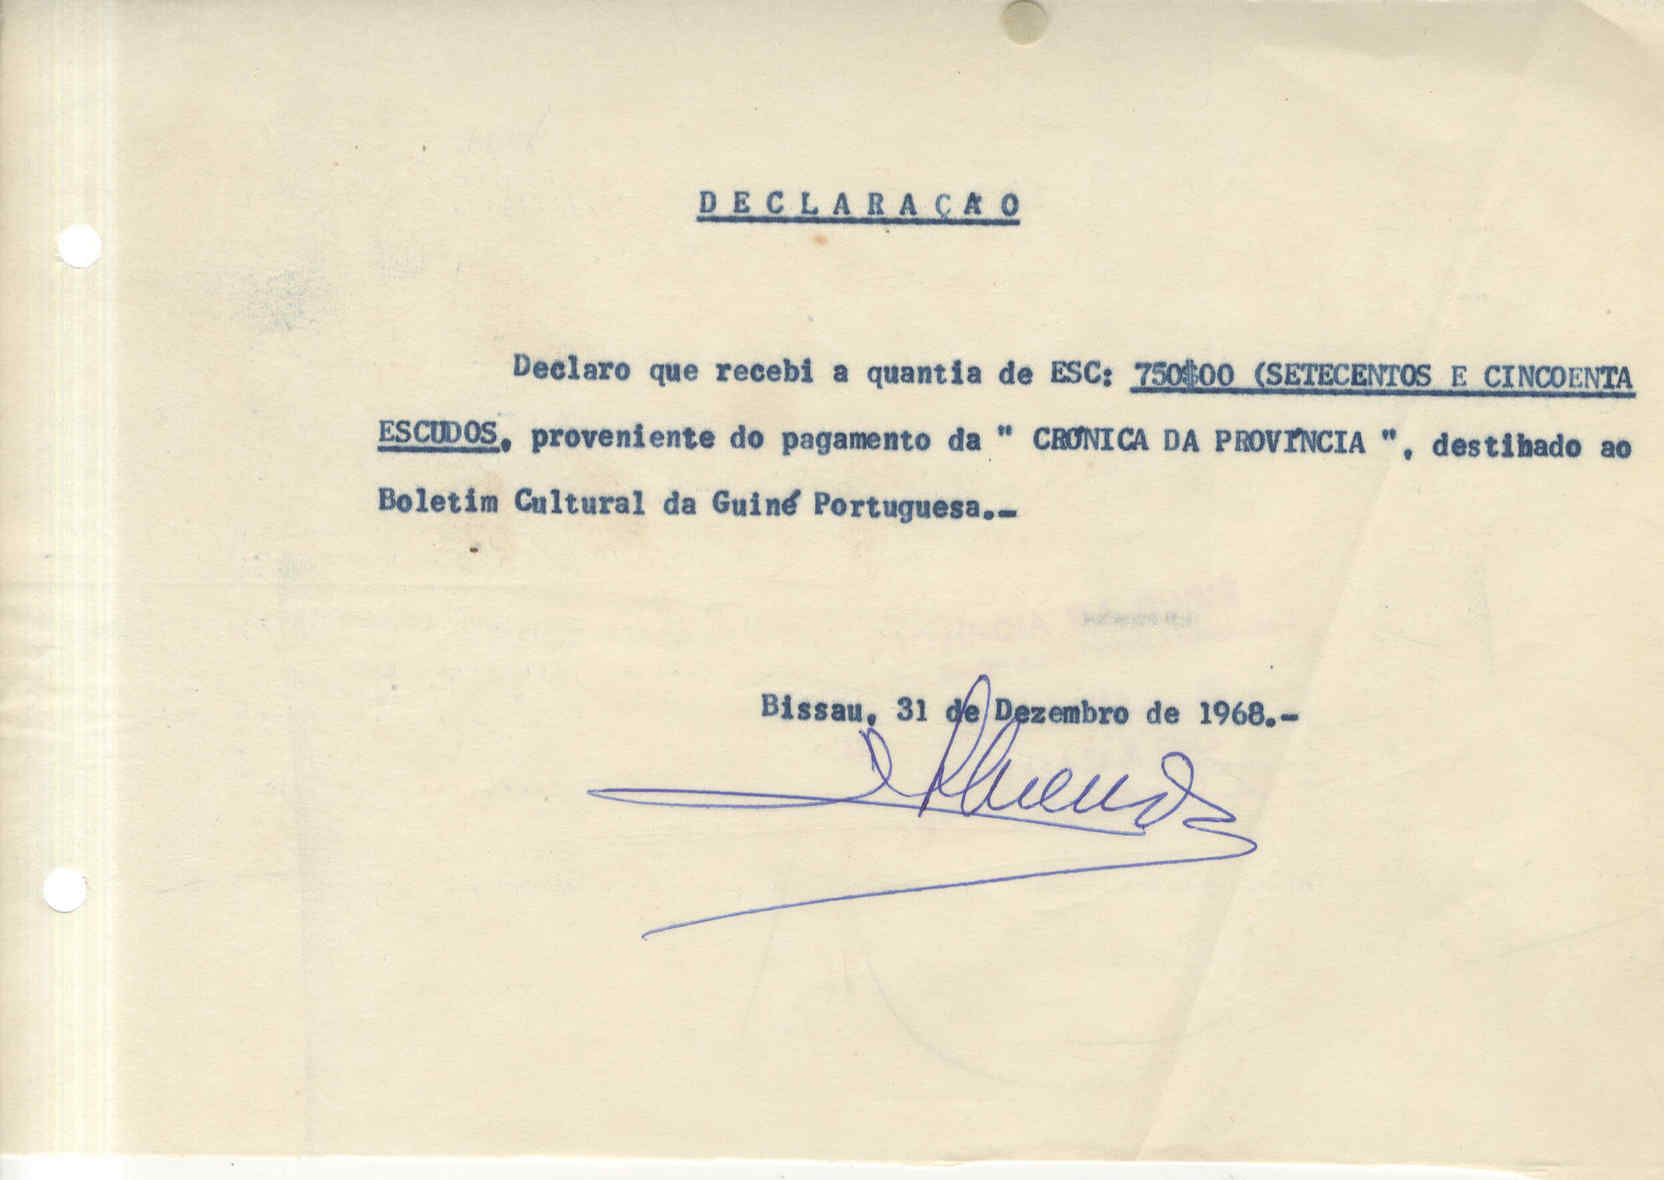 DECLARAÇÃO
Declaro que recebi a quantia de ESC: 750$00 (SETECENTOS E CINCOENTA
ESCUDOS, proveniente do pagamento da " CRÓNICA DA PROVÍNCIA ", destibado ao
Boletim Cultural da Guiné Portuguesa.-
Bissau, 31 de Dezembro de 1968.-